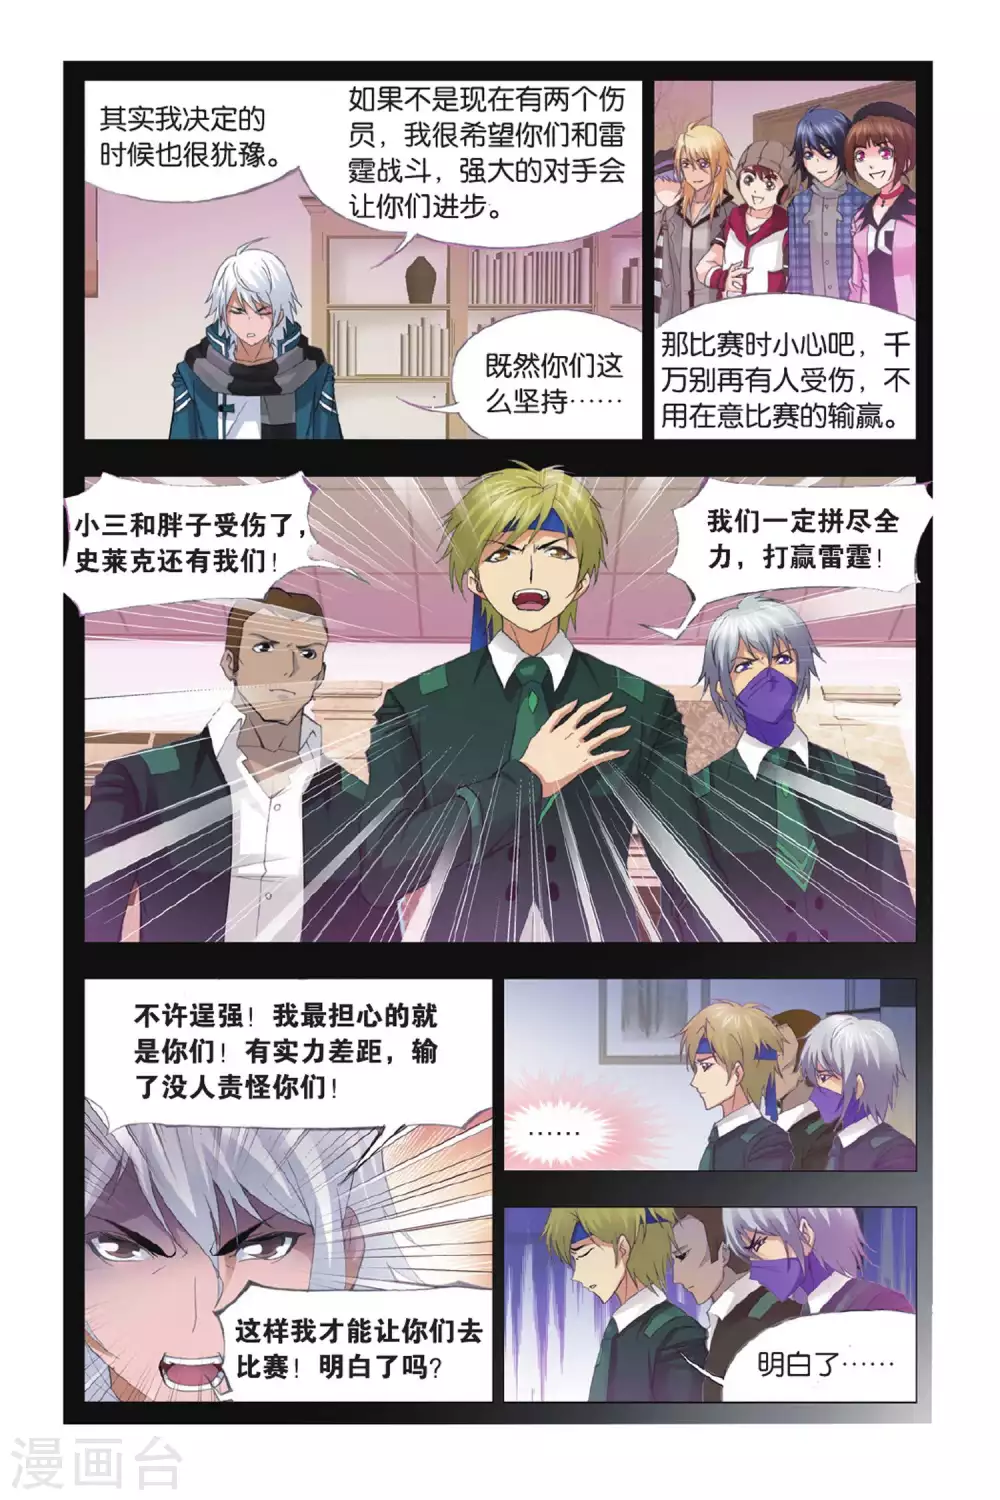 其实我决定的
时候也很犹豫。
如果不是现在有两个伤
员，我很希望你们和雷
霆战斗，强大的对手会
让你们进步。
既然你们这
么坚持……
那比赛时小心吧，千
万别再有人受伤，不
用在意比赛的输赢。
小三和胖子受伤了，
史莱克还有我们！
我们一定拼尽全
力，打赢雷霆！
不许逞强！我最担心的就
是你们！有实力差距，输
了没人责怪你们！
这样我才能让你们去
比赛！明白了吗？
……
明白了……
漫画台